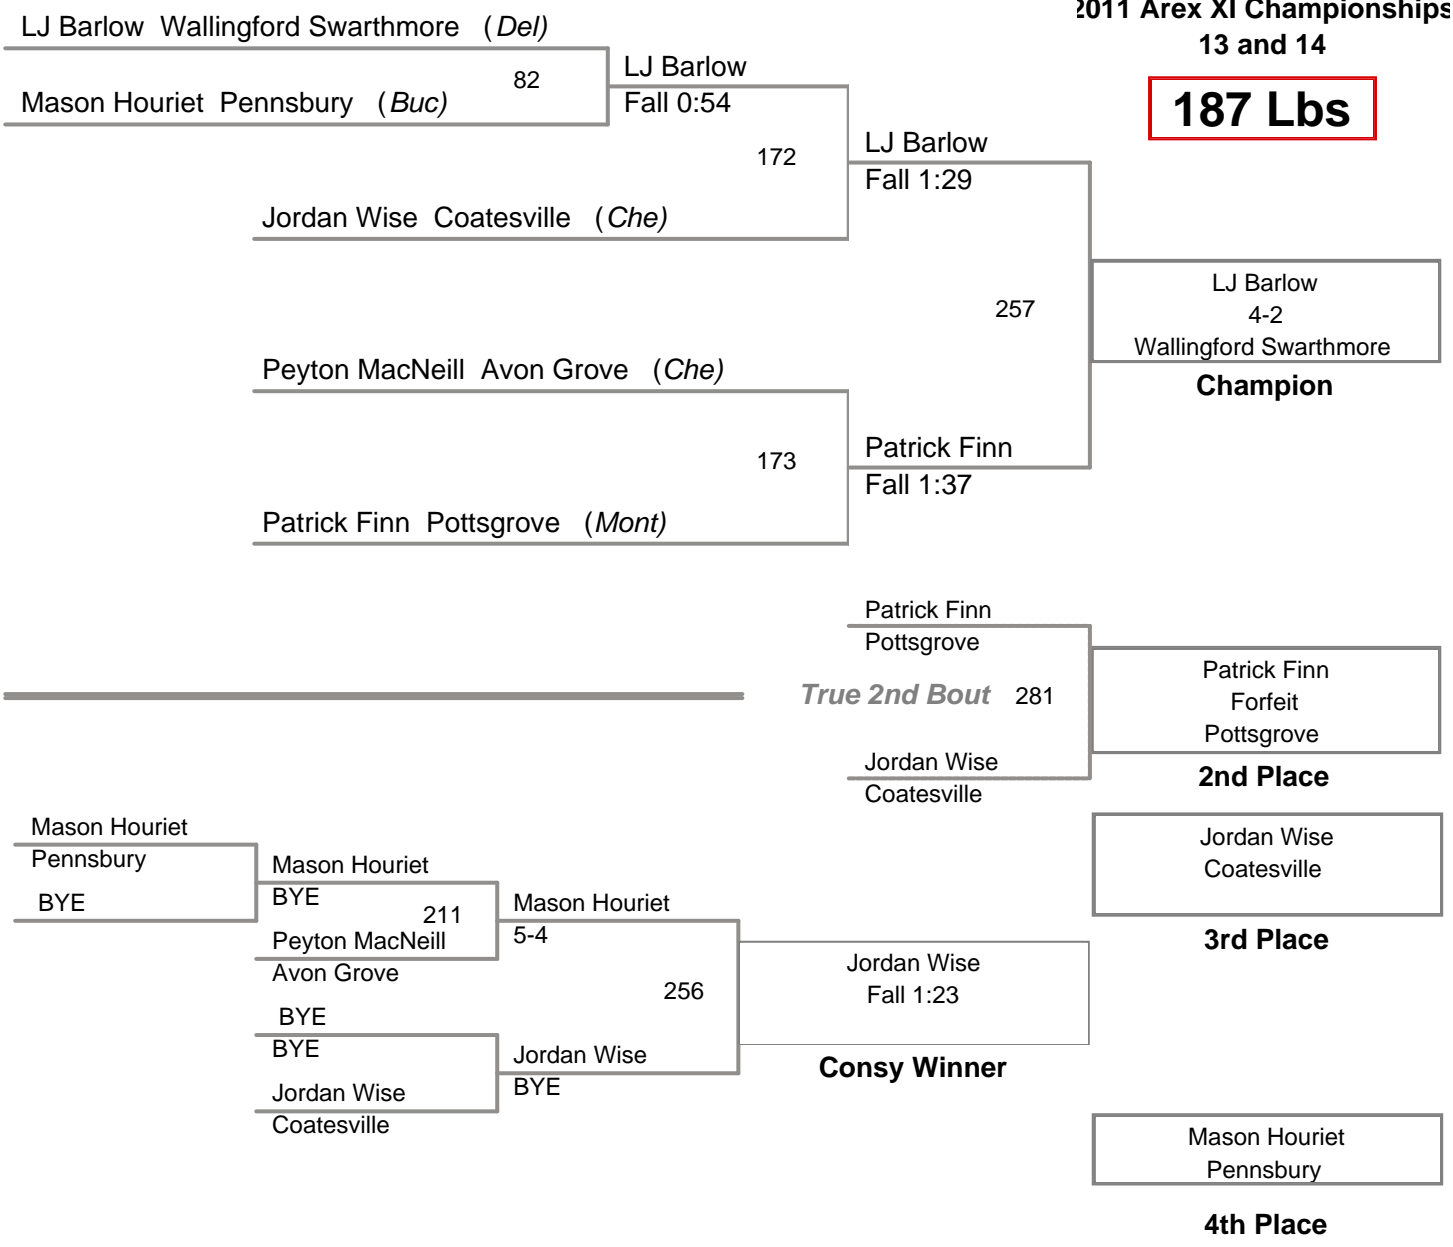 2011 Arex XI Championships
13 and 14
187 Lbs
LJ Barlow Wallingford Swarthmore (Del)
82
Mason Houriet Pennsbury (Buc)
LJ Barlow
Fall 0:54
172
Jordan Wise Coatesville (Che)
LJ Barlow
Fall 1:29
257
Peyton MacNeill Avon Grove (Che)
173
Patrick Finn Pottsgrove (Mont)
Patrick Finn
Fall 1:37
LJ Barlow
4-2
Wallingford Swarthmore
Champion
Patrick Finn
Pottsgrove
True 2nd Bout 281
Jordan Wise
Coatesville
Patrick Finn
Forfeit
Pottsgrove
2nd Place
Jordan Wise
Coatesville
3rd Place
Mason Houriet
Pennsbury
BYE
Mason Houriet
BYE
211
Peyton MacNeill
Avon Grove
BYE
BYE
Jordan Wise
Coatesville
Mason Houriet
5-4
256
Jordan Wise
BYE
Jordan Wise
Fall 1:23
Consy Winner
Mason Houriet
Pennsbury
4th Place